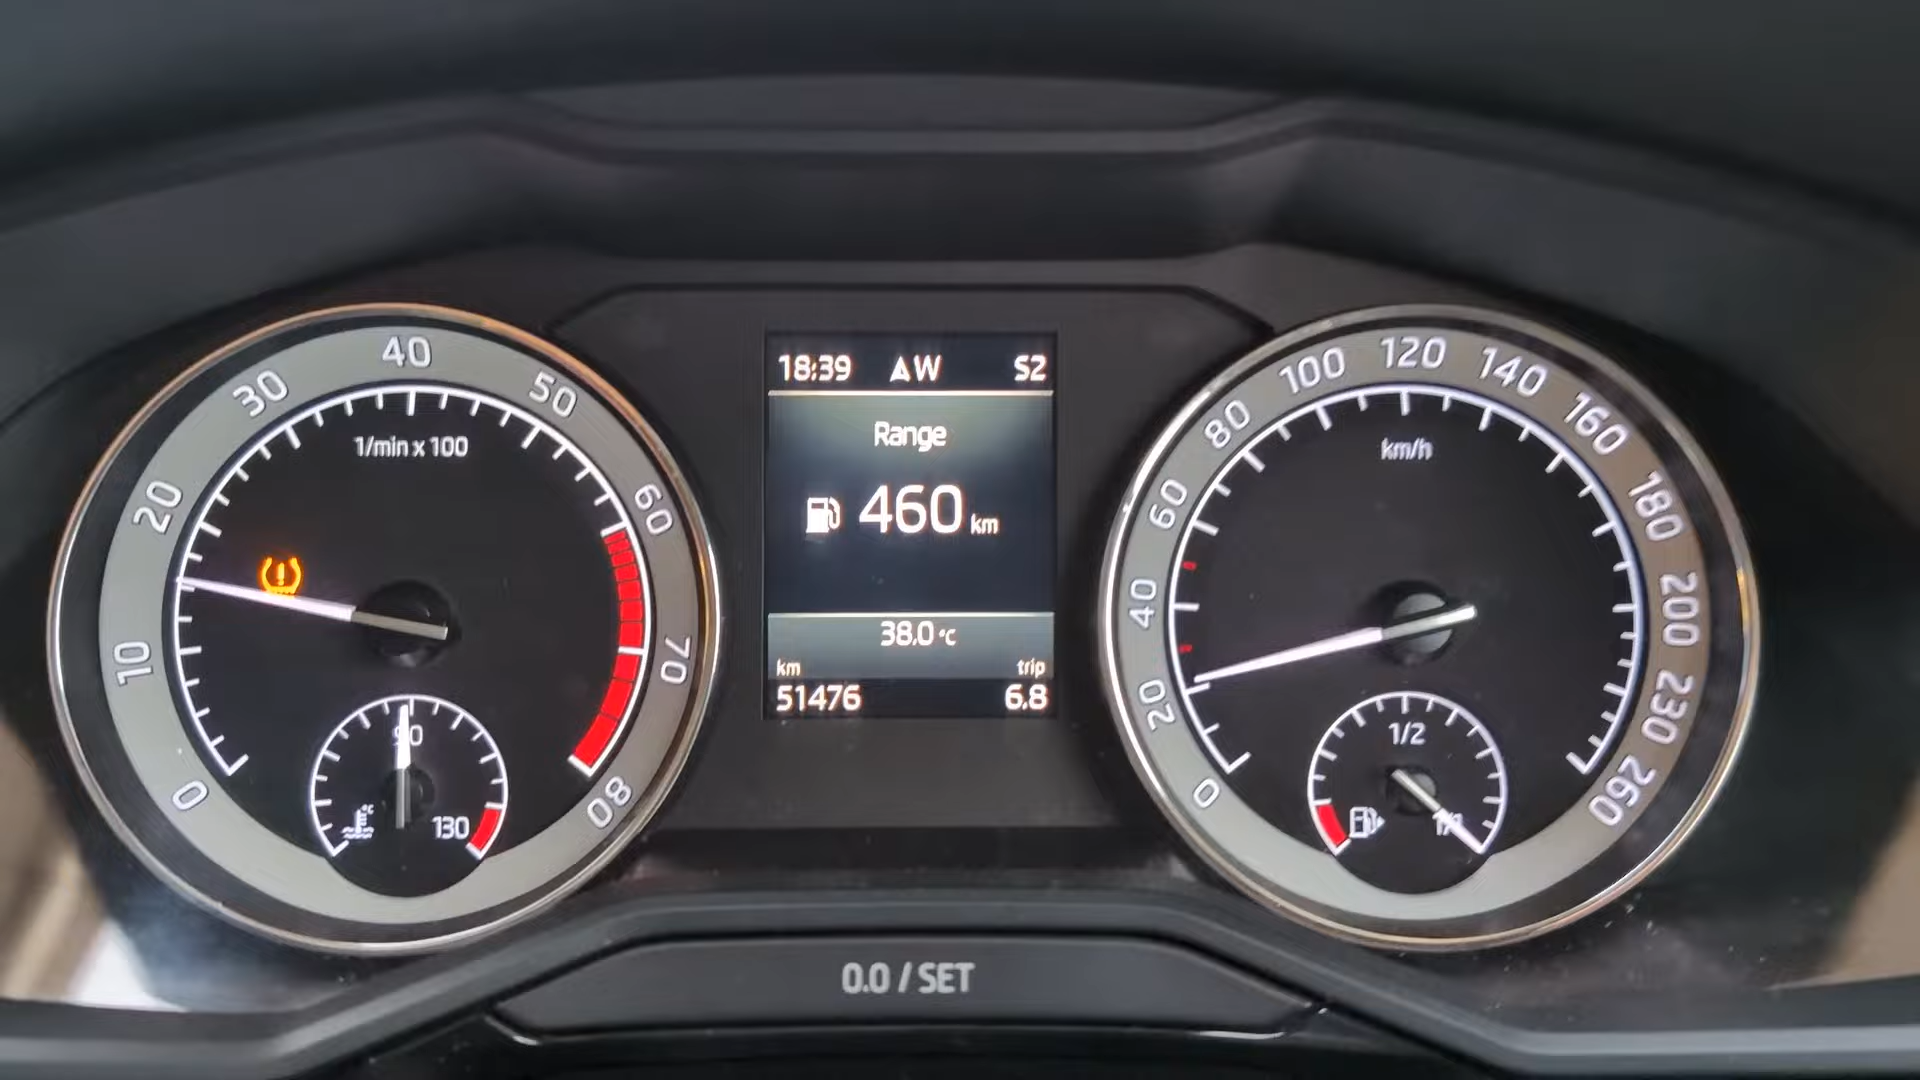 0 10 20 30 40 50 60 70 80
1/min x 100
90
°C
130
18:39 W S2
Range
460 km
38.0 °C
km trip
51476 6.8
0 20 40 60 80 100 120 140 160 180 200 230 260
km/h
1/2
1/1
0.0 / SET